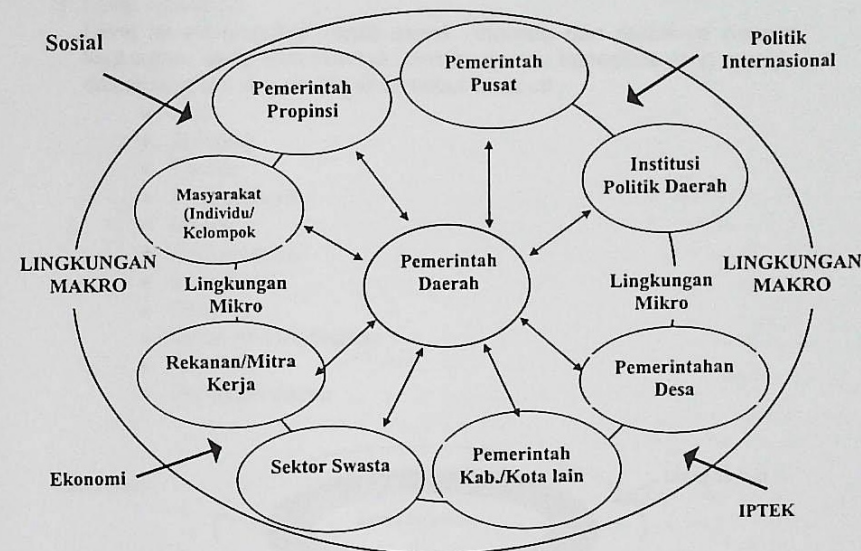 Sosial
Politik
Internasional
Pemerintah
Pusat
Pemerintah
Propinsi
Institusi
Politik Daerah
Masyarakat
(Individu/
Kelompok
Pemerintah
Daerah
LINGKUNGAN
MAKRO
Lingkungan
Mikro
Lingkungan
Mikro
LINGKUNGAN
MAKRO
Rekanan/Mitra
Kerja
Pemerintahan
Desa
Sektor Swasta
Pemerintah
Kab./Kota lain
Ekonomi
IPTEK